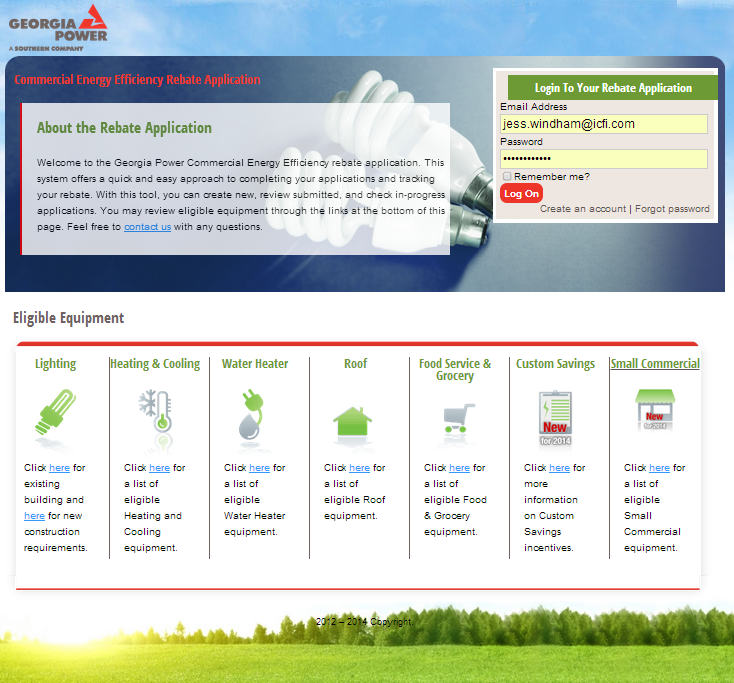 GEORGIA
POWER
A SOUTHERN COMPANY
Commercial Energy Efficiency Rebate Application
About the Rebate Application
Welcome to the Georgia Power Commercial Energy Efficiency rebate application. This
system offers a quick and easy approach to completing your applications and tracking
your rebate. With this tool, you can create new, review submitted, and check in-progress
applications. You may review eligible equipment through the links at the bottom of this
page. Feel free to contact us with any questions.
Login To Your Rebate Application
Email Address
jess.windham@icfi.com
Password
••••••••••••
Remember me?
Log On
Create an account | Forgot password
Eligible Equipment
Lighting
Click here for
existing
building and
here for new
construction
requirements.
Heating & Cooling
Click here for
a list of
eligible
Heating and
Cooling
equipment.
Water Heater
Click here for
a list of
eligible
Water Heater
equipment.
Roof
Click here for
a list of
eligible Roof
equipment.
Food Service &
Grocery
Click here for
a list of
eligible Food
& Grocery
equipment.
Custom Savings
New
for 2014
Click here for
more
information
on Custom
Savings
incentives.
Small Commercial
New
for 2014
Click here for
a list of
eligible
Small
Commercial
equipment.
2012 – 2014 Copyright